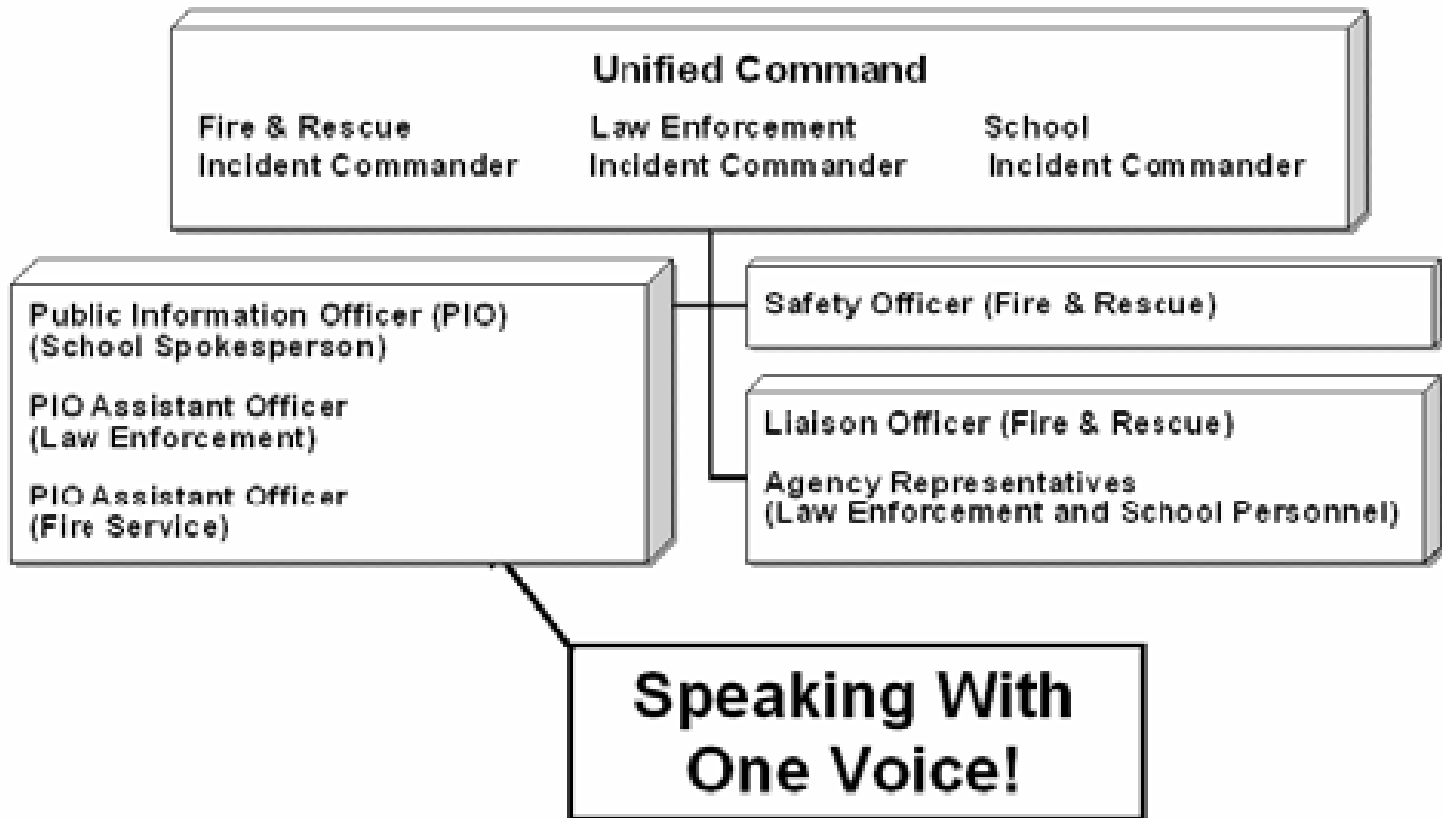 Unified Command
Fire & Rescue
Incident Commander
Law Enforcement
Incident Commander
School
Incident Commander
Public Information Officer (PIO)
(School Spokesperson)
PIO Assistant Officer
(Law Enforcement)
PIO Assistant Officer
(Fire Service)
Safety Officer (Fire & Rescue)
Liaison Officer (Fire & Rescue)
Agency Representatives
(Law Enforcement and School Personnel)
Speaking With
One Voice!